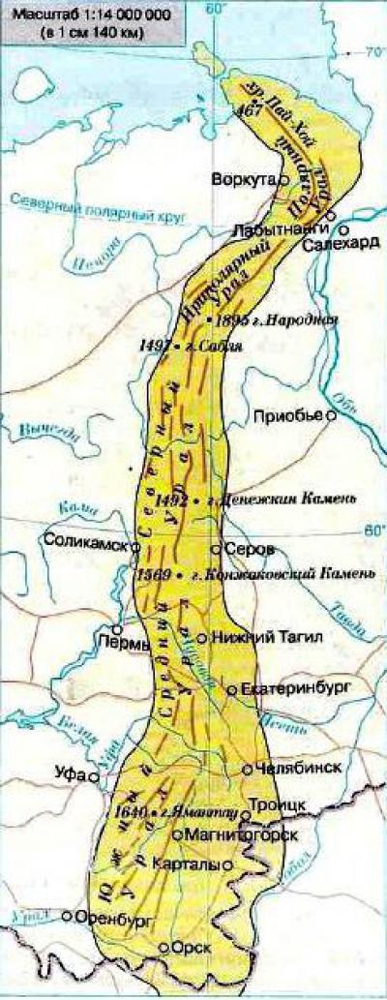 Масштаб 1:14 000 000
(в 1 см 140 км)
60°
70°
хр. Пай-Хой
467
Воркута
Полярный Урал
Северный полярный круг
Лабытнанги
Салехард
Печора
Приполярный
Урал
1895 г.Народная
1497 г.Сабля
Обь
Приобье
Вычегда
Северный
Урал
1492 г.Денежкин Камень
Кама
60°
Соликамск
Серов
1569 г.Конжаковский Камень
Тавда
Пермь
Средний
Урал
Нижний Тагил
Чусовая
Екатеринбург
Исеть
Белая
Уфа
Уфа
Челябинск
1640 г.Ямантау
Троицк
Магнитогорск
Южный
Урал
Карталы
Тобол
Урал
Оренбург
Орск